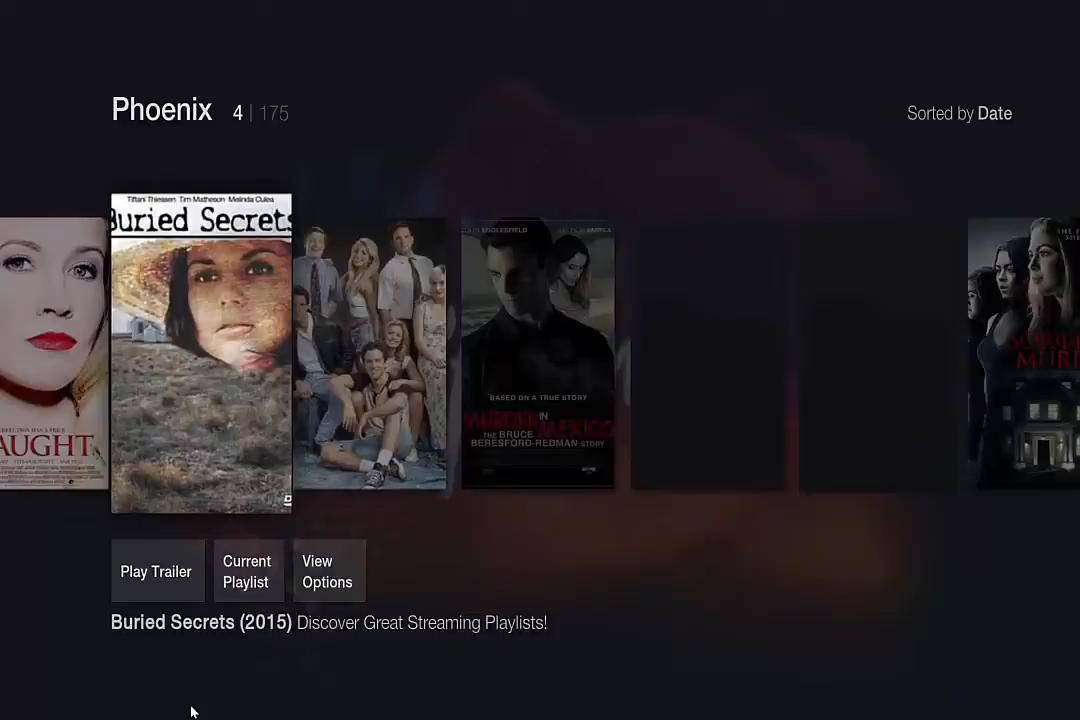 Phoenix 4 | 175
Sorted by Date
Tiffani Thiessen Tim Matheson Melinda Culea
Buried Secrets
BASED ON A TRUE STORY
MURDER IN MEXICO
THE BRUCE
BERESFORD-REDMAN STORY
AUGHT
Play Trailer
Current
Playlist
View
Options
Buried Secrets (2015) Discover Great Streaming Playlists!